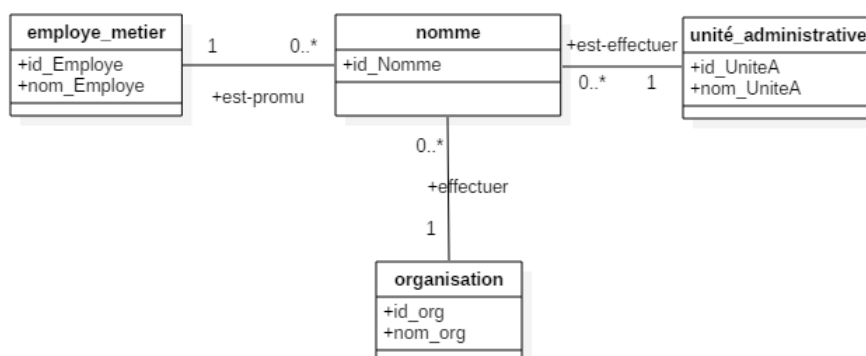 employe_metier
+id_Employe
+nom_Employe
1
0..*
+est-promu
nomme
+id_Nomme
+est-effectuer
0..*
1
unité_administrative
+id_UniteA
+nom_UniteA
0..*
+effectuer
1
organisation
+id_org
+nom_org